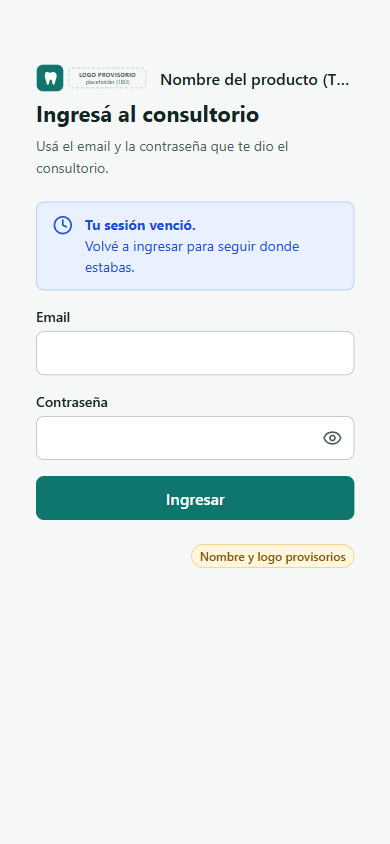 LOGO PROVISORIO
placeholder (TBD)
Nombre del producto (T...
Ingresá al consultorio
Usá el email y la contraseña que te dio el
consultorio.
Tu sesión venció.
Volvé a ingresar para seguir donde
estabas.
Email
Contraseña
Ingresar
Nombre y logo provisorios